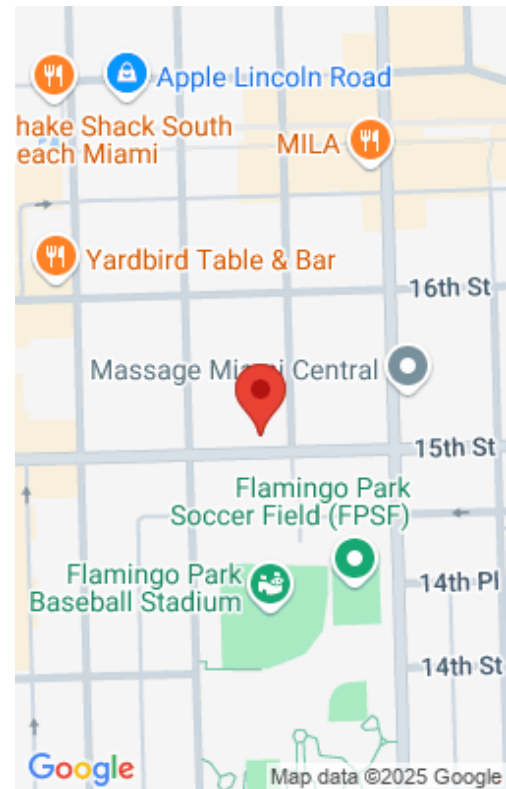 Apple Lincoln Road
hake Shack South
each Miami
MILA
Yardbird Table & Bar
16th St
Massage Miami Central
15th St
Flamingo Park
Soccer Field (FPSF)
Flamingo Park
Baseball Stadium
14th Pl
14th St
Google
Map data ©2025 Google